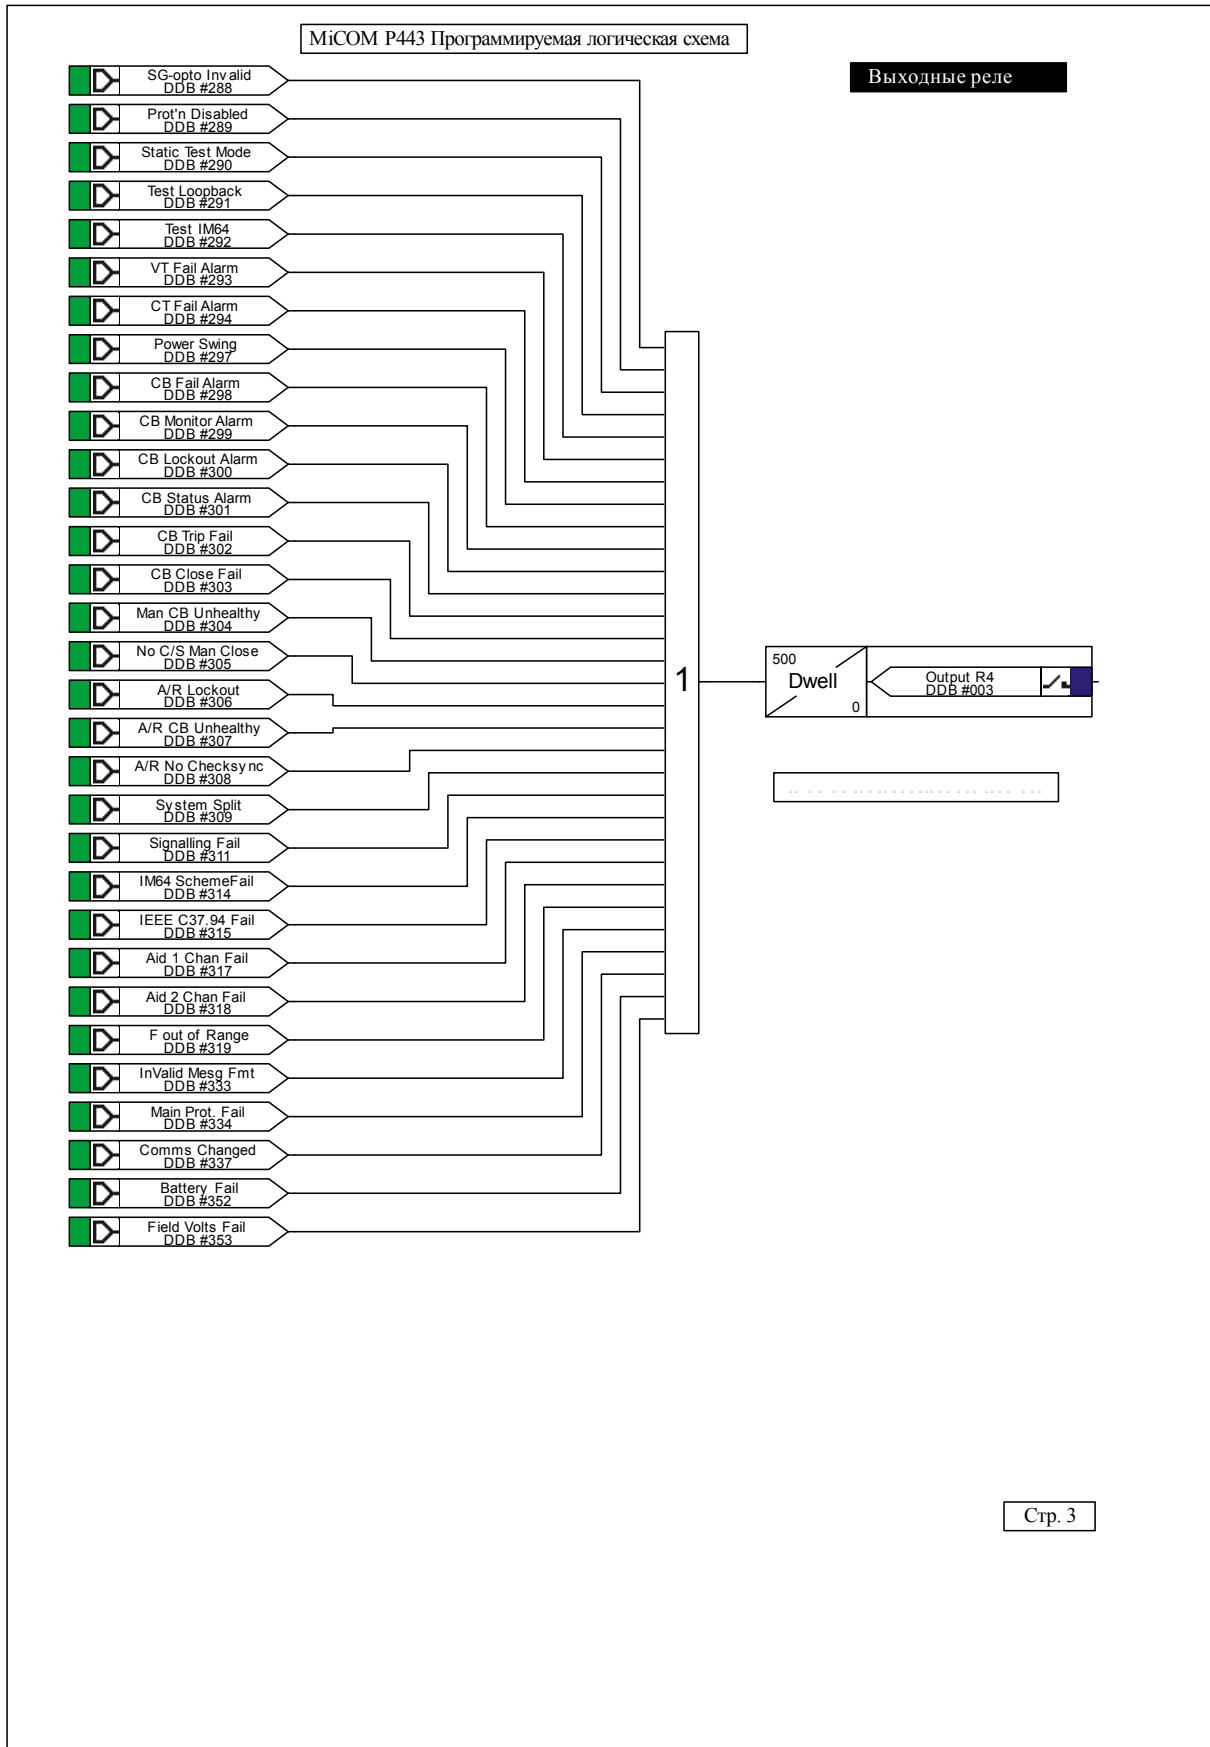 MiCOM P443 Программируемая логическая схема
Выходные реле
SG-opto Invalid
DDB #288
Prot'n Disabled
DDB #289
Static Test Mode
DDB #290
Test Loopback
DDB #291
Test IM64
DDB #292
VT Fail Alarm
DDB #293
CT Fail Alarm
DDB #294
Power Swing
DDB #297
CB Fail Alarm
DDB #298
CB Monitor Alarm
DDB #299
CB Lockout Alarm
DDB #300
CB Status Alarm
DDB #301
CB Trip Fail
DDB #302
CB Close Fail
DDB #303
Man CB Unhealthy
DDB #304
No C/S Man Close
DDB #305
A/R Lockout
DDB #306
A/R CB Unhealthy
DDB #307
A/R No Checksync
DDB #308
System Split
DDB #309
Signalling Fail
DDB #311
IM64 SchemeFail
DDB #314
IEEE C37.94 Fail
DDB #315
Aid 1 Chan Fail
DDB #317
Aid 2 Chan Fail
DDB #318
F out of Range
DDB #319
InValid Mesg Fmt
DDB #333
Main Prot. Fail
DDB #334
Comms Changed
DDB #337
Battery Fail
DDB #352
Field Volts Fail
DDB #353
1
500
Dwell
0
Output R4
DDB #003
Стр. 3